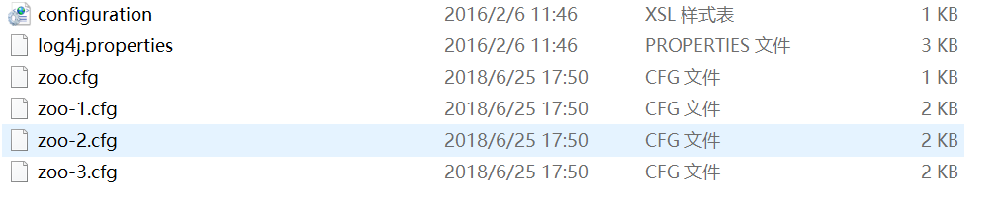 configuration 2016/2/6 11:46 XSL 样式表 1 KB
log4j.properties 2016/2/6 11:46 PROPERTIES 文件 3 KB
zoo.cfg 2018/6/25 17:50 CFG 文件 1 KB
zoo-1.cfg 2018/6/25 17:50 CFG 文件 2 KB
zoo-2.cfg 2018/6/25 17:50 CFG 文件 2 KB
zoo-3.cfg 2018/6/25 17:50 CFG 文件 2 KB